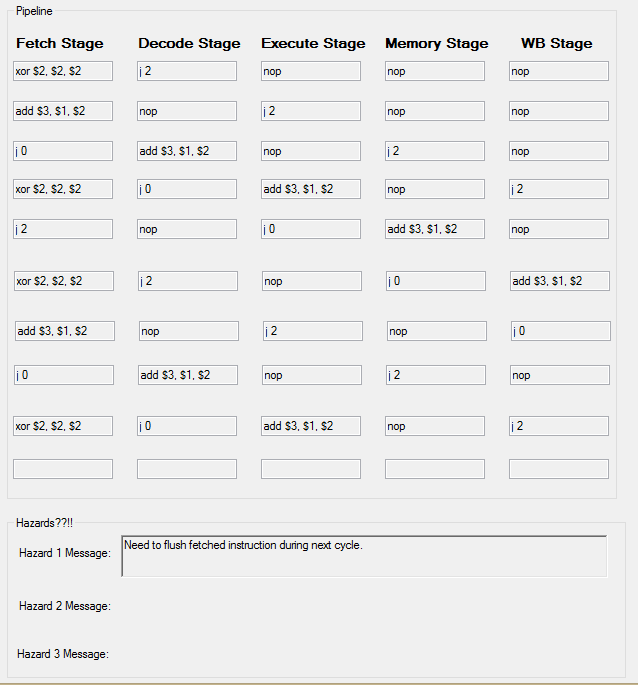 Pipeline
Fetch Stage Decode Stage Execute Stage Memory Stage WB Stage
xor $2, $2, $2 j 2 nop nop nop
add $3, $1, $2 nop j 2 nop nop
j 0 add $3, $1, $2 nop j 2 nop
xor $2, $2, $2 j 0 add $3, $1, $2 nop j 2
j 2 nop j 0 add $3, $1, $2 nop
xor $2, $2, $2 j 2 nop j 0 add $3, $1, $2
add $3, $1, $2 nop j 2 nop j 0
j 0 add $3, $1, $2 nop j 2 nop
xor $2, $2, $2 j 0 add $3, $1, $2 nop j 2
Hazards??!!
Hazard 1 Message: Need to flush fetched instruction during next cycle.
Hazard 2 Message:
Hazard 3 Message: